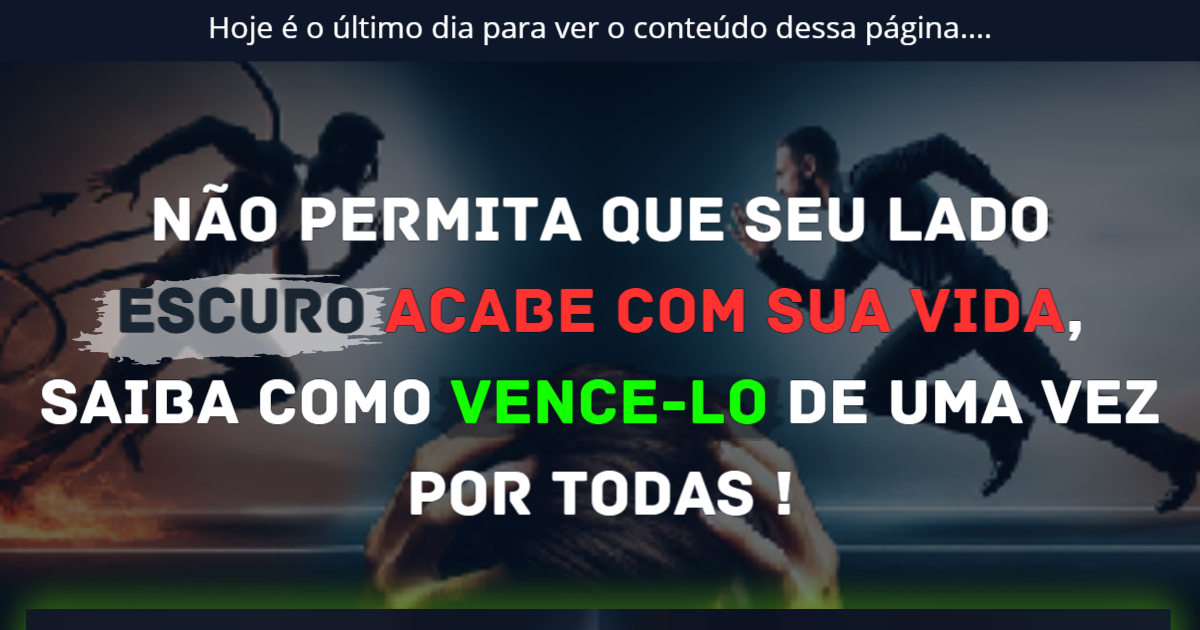 Hoje é o último dia para ver o conteúdo dessa página....
NÃO PERMITA QUE SEU LADO
ESCURO ACABE COM SUA VIDA,
SAIBA COMO VENCE-LO DE UMA VEZ
POR TODAS !